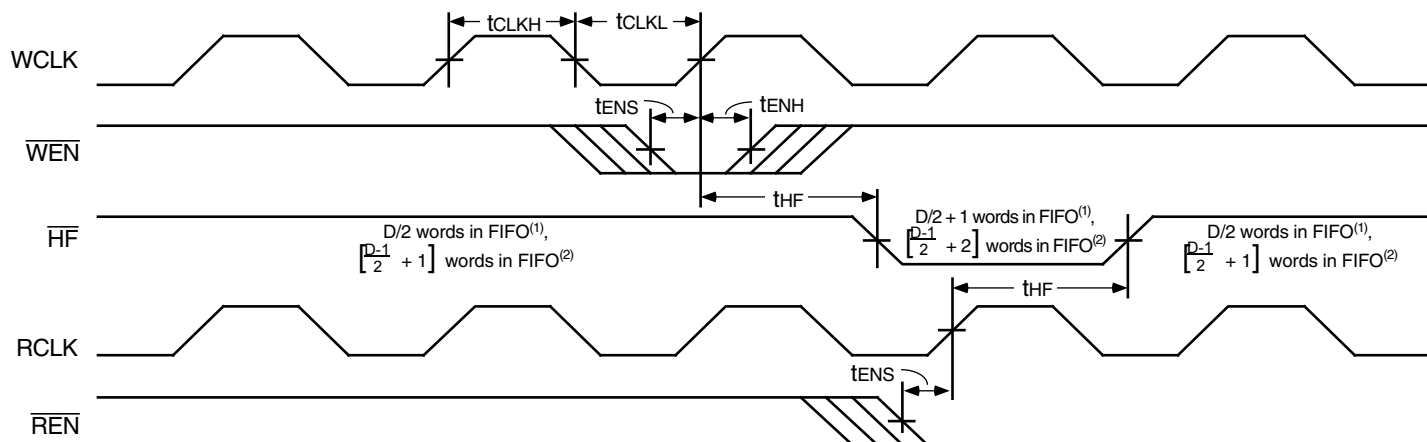 tCLKH tCLKL
WCLK
tENS tENH
WEN
tHF
HF
D/2 words in FIFO(1),
[D-1/2 + 1] words in FIFO(2)
D/2 + 1 words in FIFO(1),
[D-1/2 + 2] words in FIFO(2)
D/2 words in FIFO(1),
[D-1/2 + 1] words in FIFO(2)
tHF
RCLK
tENS
REN